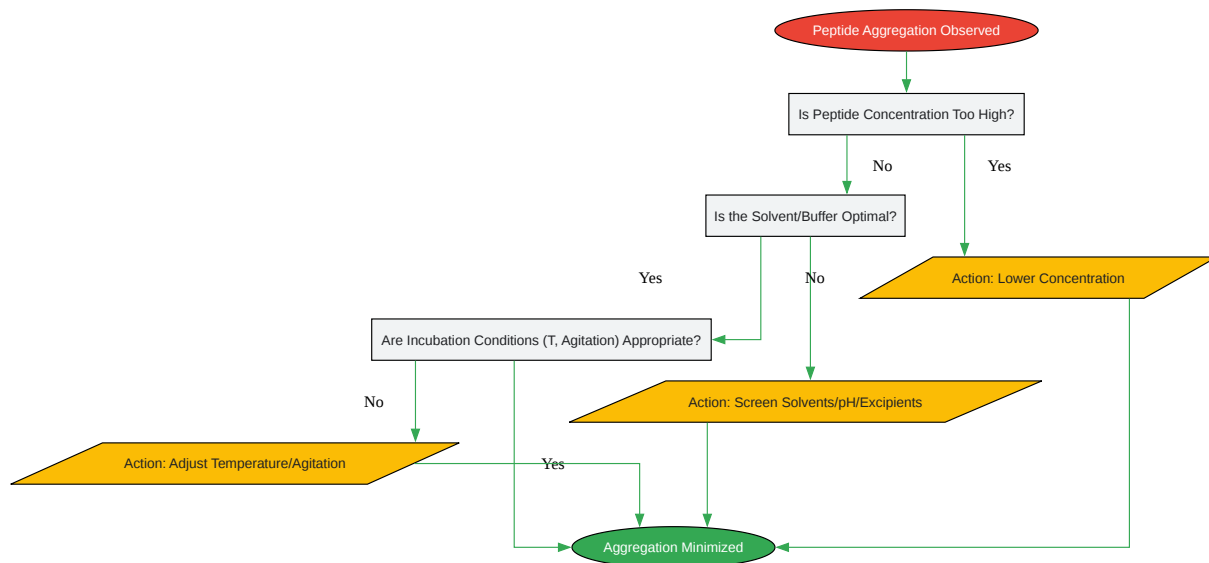 Peptide Aggregation Observed
Is Peptide Concentration Too High?
No
Yes
Is the Solvent/Buffer Optimal?
Yes
No
Action: Lower Concentration
Are Incubation Conditions (T, Agitation) Appropriate?
No
Action: Screen Solvents/pH/Excipients
Action: Adjust Temperature/Agitation
Yes
Aggregation Minimized